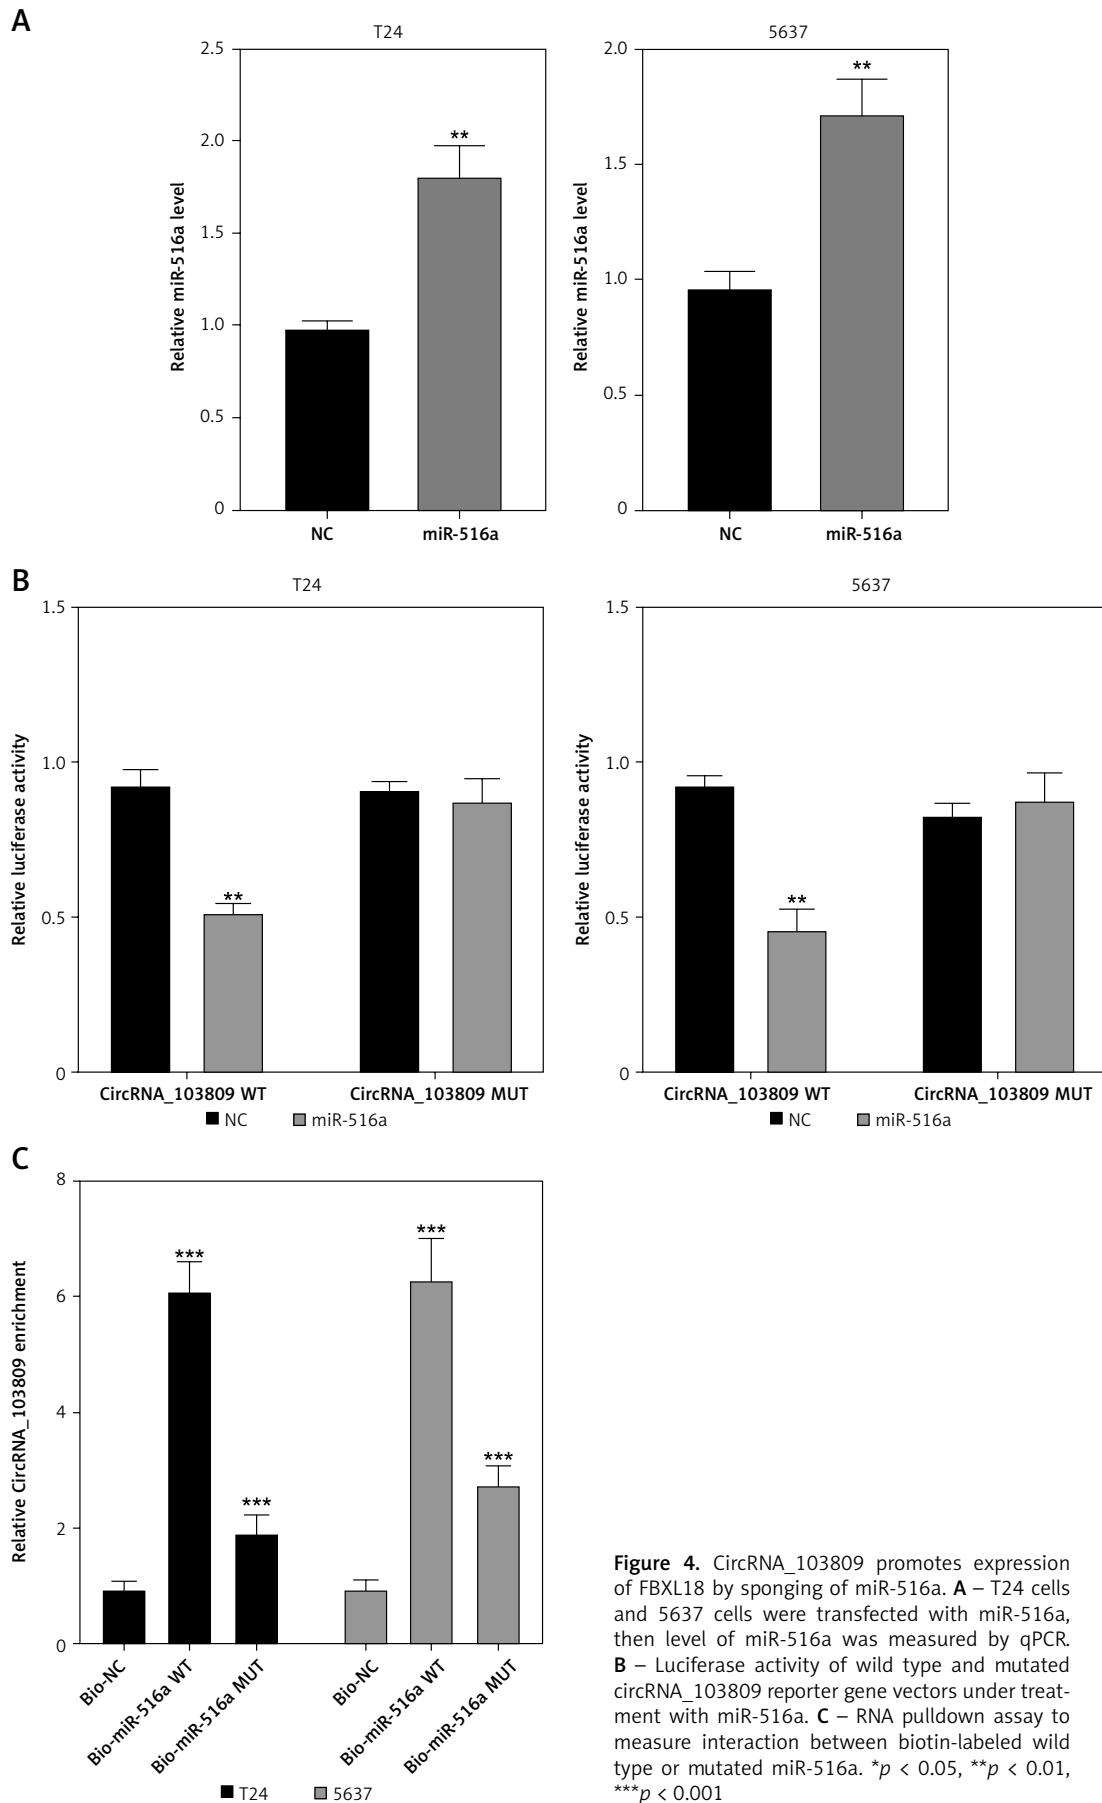 A
T24
2.5
2.0
1.5
1.0
0.5
0
Relative miR-516a level
**
NC
miR-516a
5637
2.0
1.5
1.0
0.5
0
Relative miR-516a level
**
NC
miR-516a
B
T24
1.5
1.0
0.5
0
Relative luciferase activity
**
CircRNA_103809 WT
CircRNA_103809 MUT
NC
miR-516a
5637
1.5
1.0
0.5
0
Relative luciferase activity
**
CircRNA_103809 WT
CircRNA_103809 MUT
NC
miR-516a
C
8
6
4
2
0
Relative CircRNA_103809 enrichment
***
***
***
***
Bio-NC
Bio-miR-516a WT
Bio-miR-516a MUT
Bio-NC
Bio-miR-516a WT
Bio-miR-516a MUT
T24
5637
Figure 4. CircRNA_103809 promotes expression
of FBXL18 by sponging of miR-516a. A – T24 cells
and 5637 cells were transfected with miR-516a,
then level of miR-516a was measured by qPCR.
B – Luciferase activity of wild type and mutated
circRNA_103809 reporter gene vectors under treat-
ment with miR-516a. C – RNA pulldown assay to
measure interaction between biotin-labeled wild
type or mutated miR-516a. *p < 0.05, **p < 0.01,
***p < 0.001